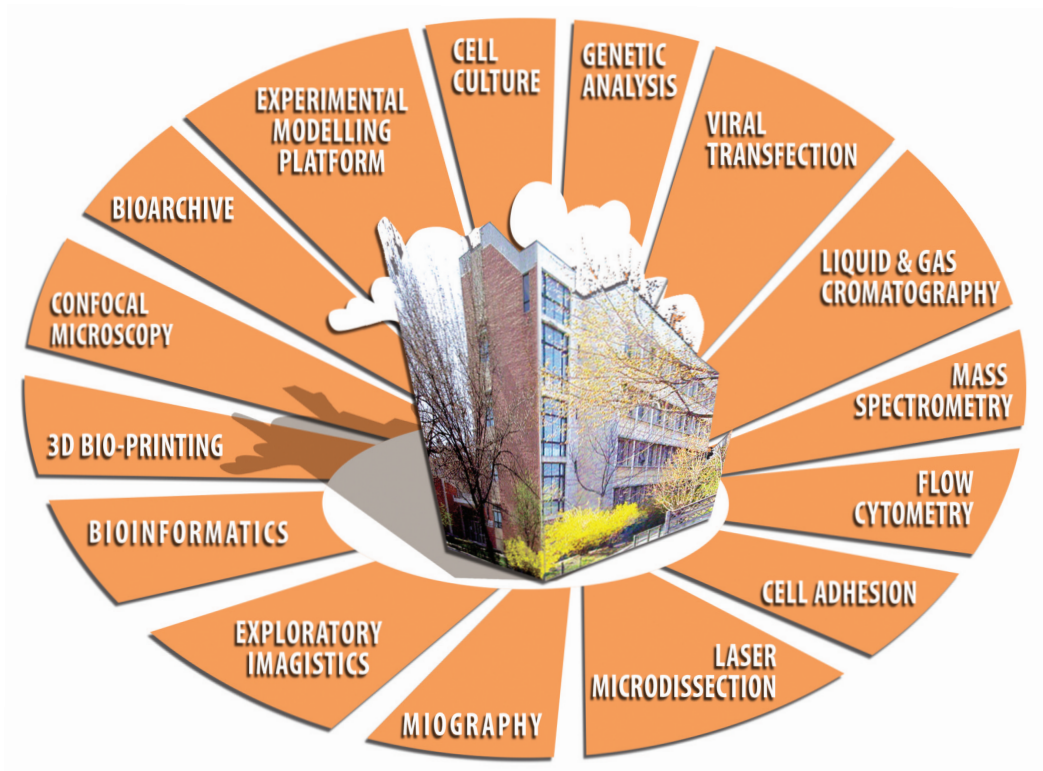 CELL
CULTURE
GENETIC
ANALYSIS
VIRAL
TRANSFECTION
LIQUID & GAS
CROMATOGRAPHY
MASS
SPECTROMETRY
FLOW
CYTOMETRY
CELL ADHESION
LASER
MICRODISSECTION
MIOGRAPHY
EXPLORATORY
IMAGISTICS
BIOINFORMATICS
3D BIO-PRINTING
CONFOCAL
MICROSCOPY
BIOARCHIVE
EXPERIMENTAL
MODELLING
PLATFORM